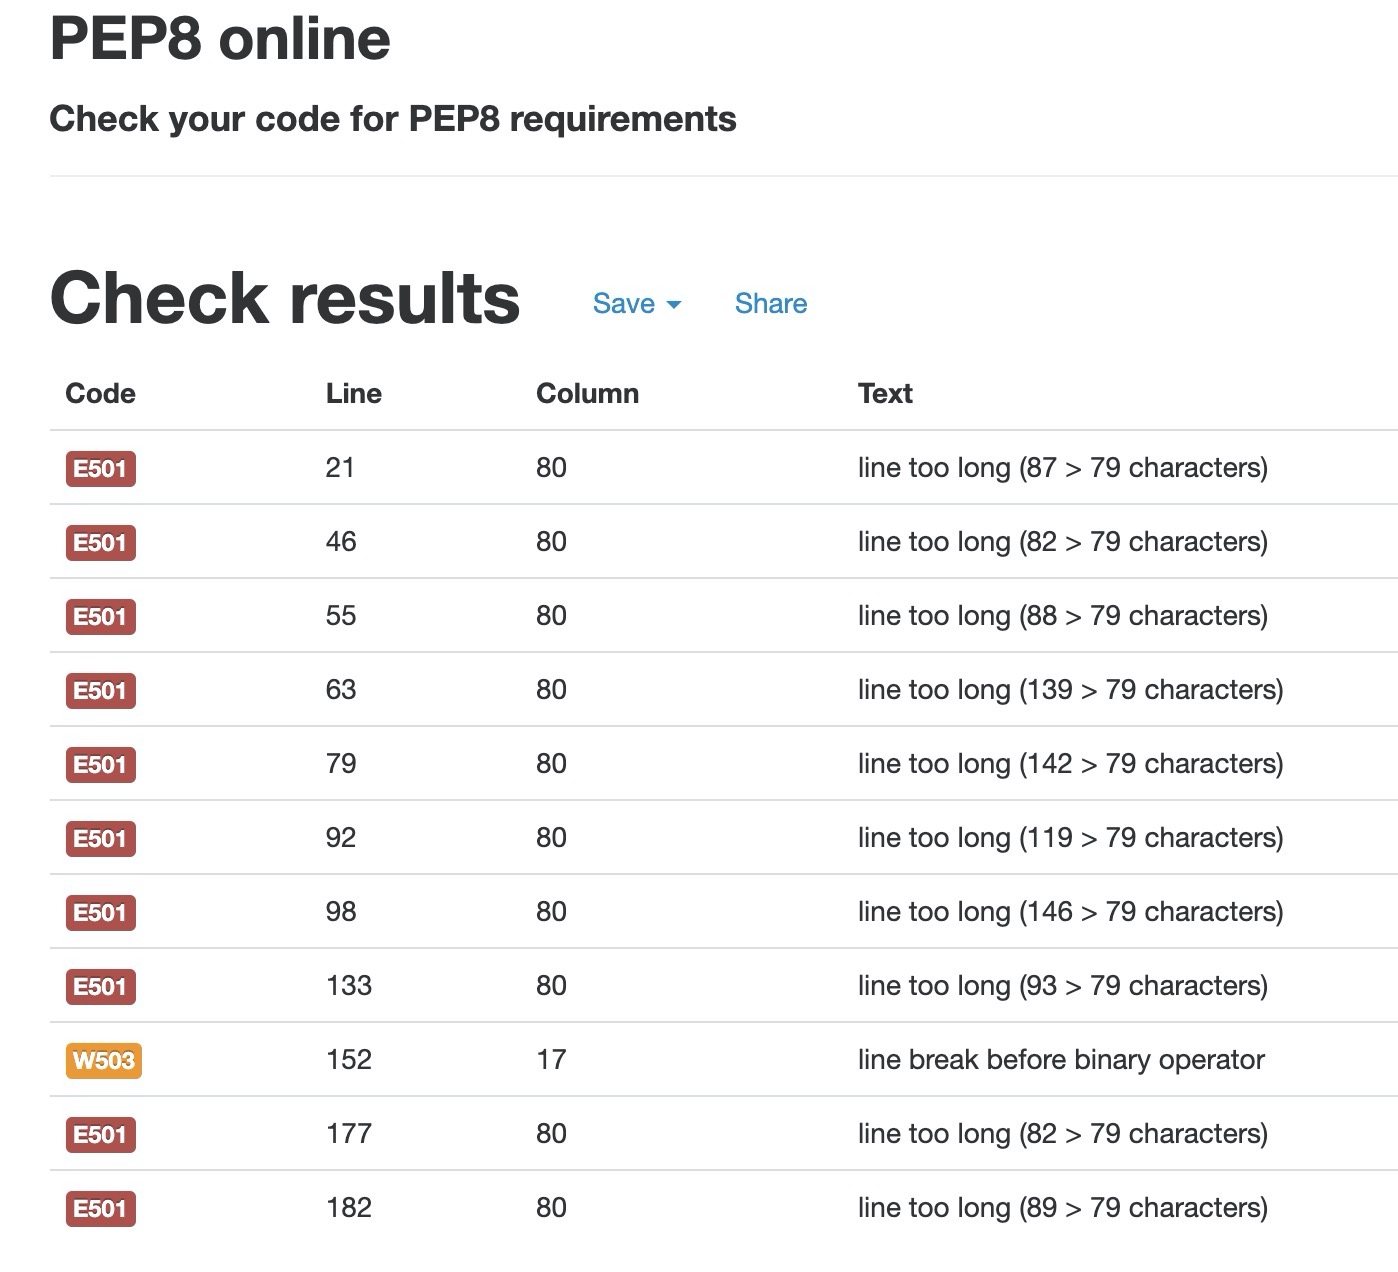 PEP8 online
Check your code for PEP8 requirements
Check results Save Share
Code Line Column Text
E501 21 80 line too long (87 > 79 characters)
E501 46 80 line too long (82 > 79 characters)
E501 55 80 line too long (88 > 79 characters)
E501 63 80 line too long (139 > 79 characters)
E501 79 80 line too long (142 > 79 characters)
E501 92 80 line too long (119 > 79 characters)
E501 98 80 line too long (146 > 79 characters)
E501 133 80 line too long (93 > 79 characters)
W503 152 17 line break before binary operator
E501 177 80 line too long (82 > 79 characters)
E501 182 80 line too long (89 > 79 characters)